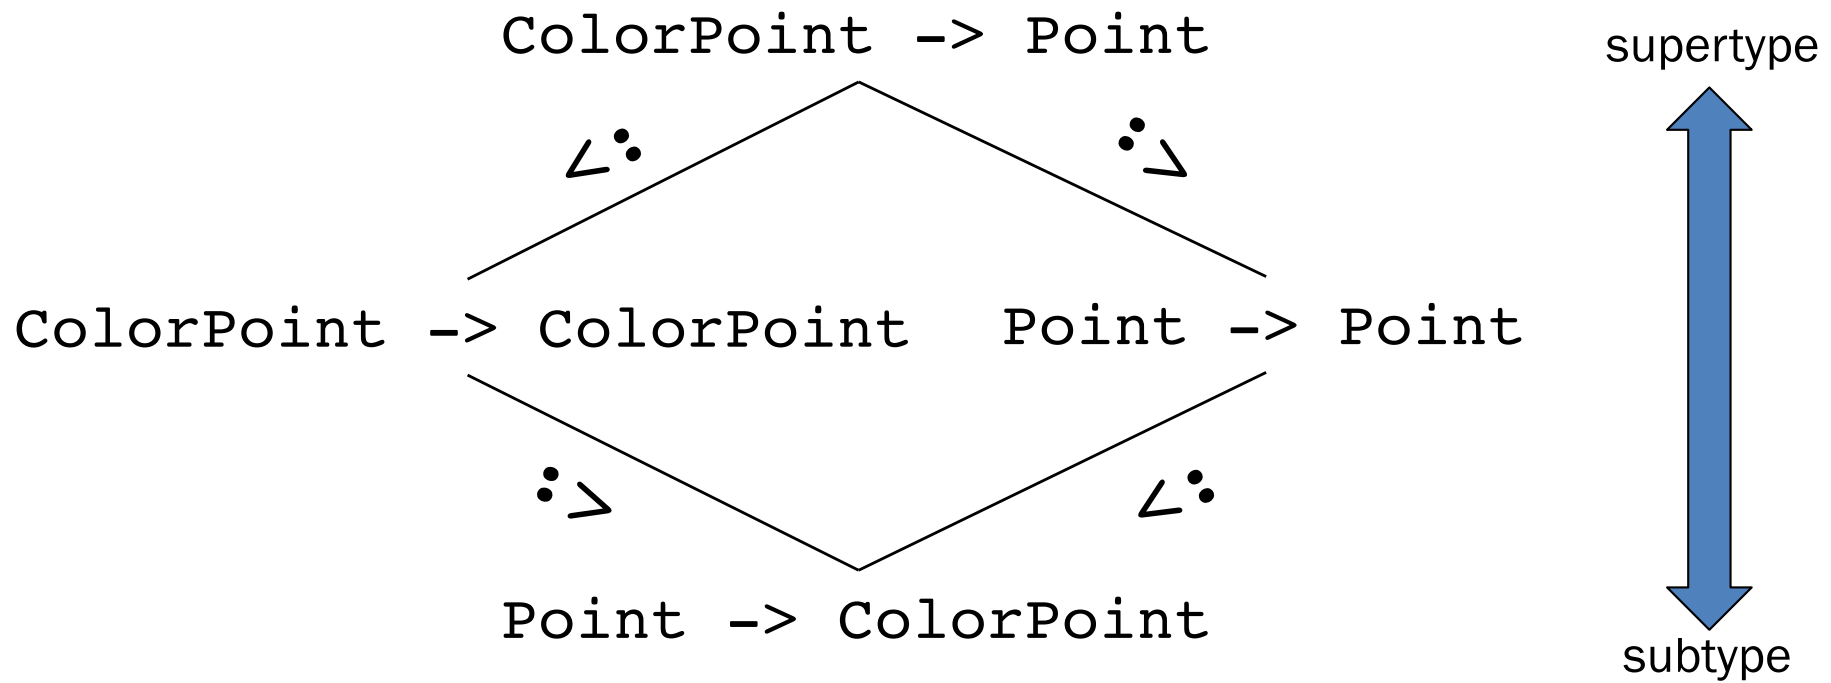 ColorPoint -> Point
supertype
<: :>
ColorPoint -> ColorPoint Point -> Point
:> <:
Point -> ColorPoint
subtype